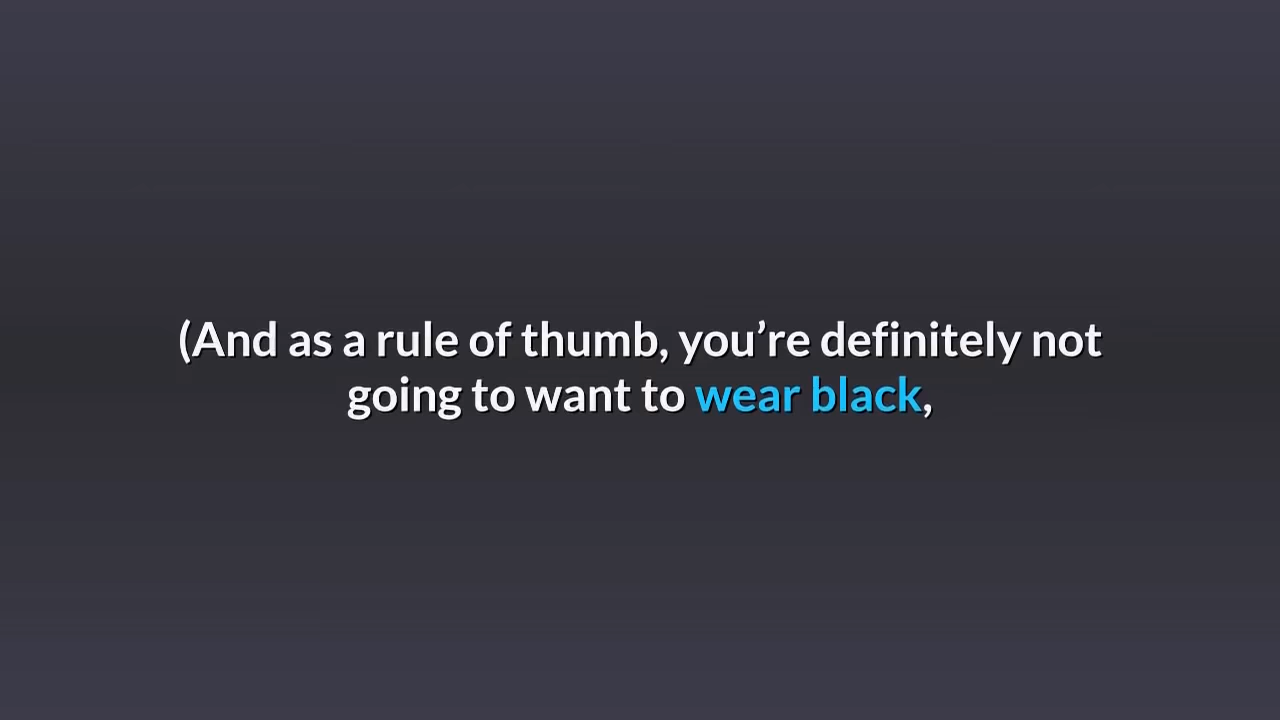 (And as a rule of thumb, you’re definitely not
going to want to wear black,